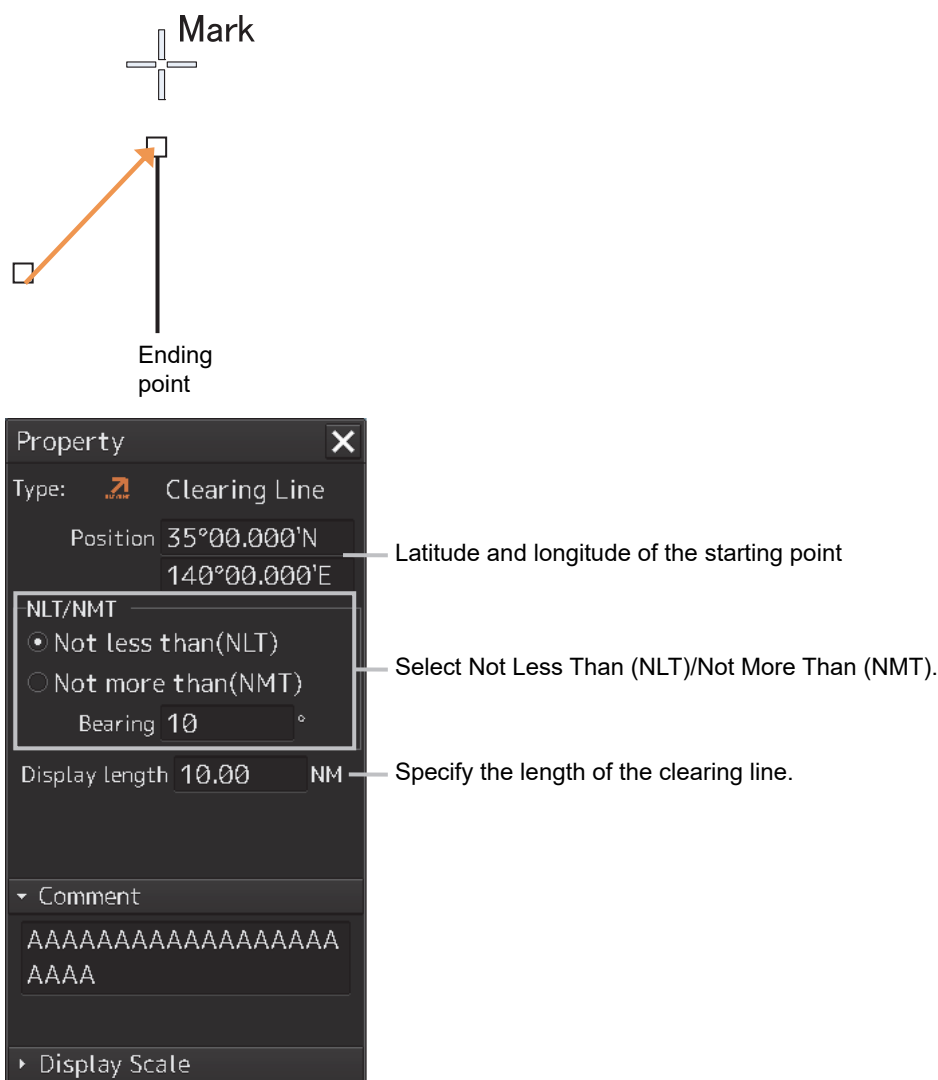 Mark
Ending
point
Property
Type: NLT/NMT Clearing Line
Position 35°00.000'N
140°00.000'E
Latitude and longitude of the starting point
NLT/NMT
Not less than(NLT)
Not more than(NMT)
Bearing 10 °
Select Not Less Than (NLT)/Not More Than (NMT).
Display length 10.00 NM
Specify the length of the clearing line.
Comment
AAAAAAAAAAAAAAAAAA
AAAA
Display Scale